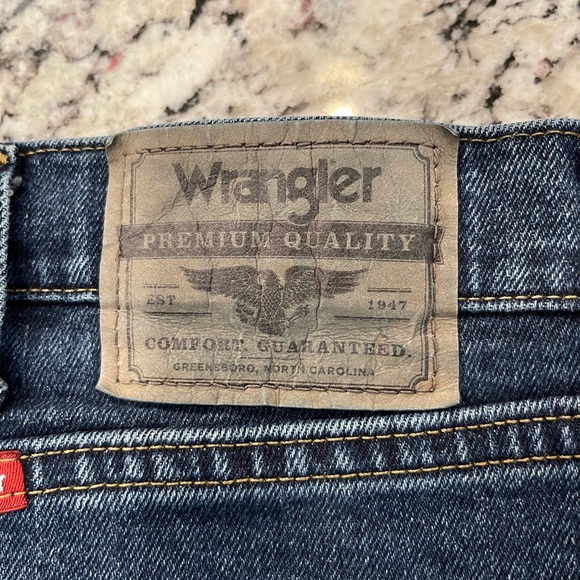 Wrangler
PREMIUM QUALITY
EST 1947
COMFORT. GUARANTEED.
GREENSBORO, NORTH CAROLINA